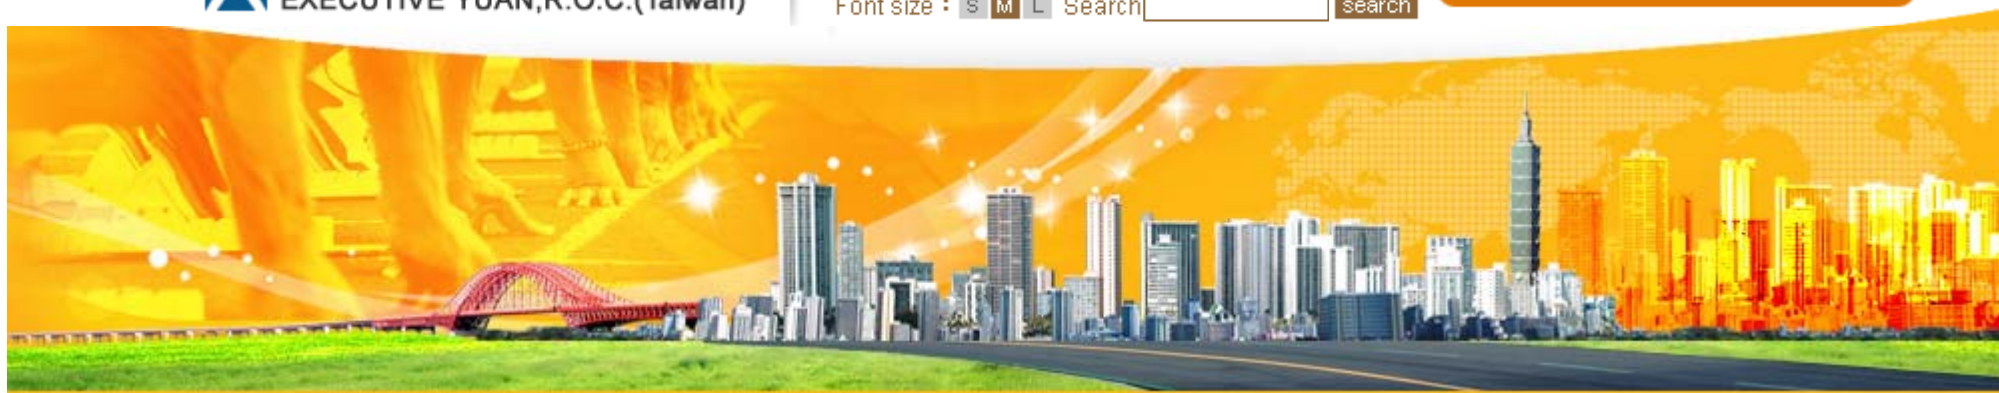 EXECUTIVE YUAN,R.O.C.(Taiwan)
Font size： S M L Search search